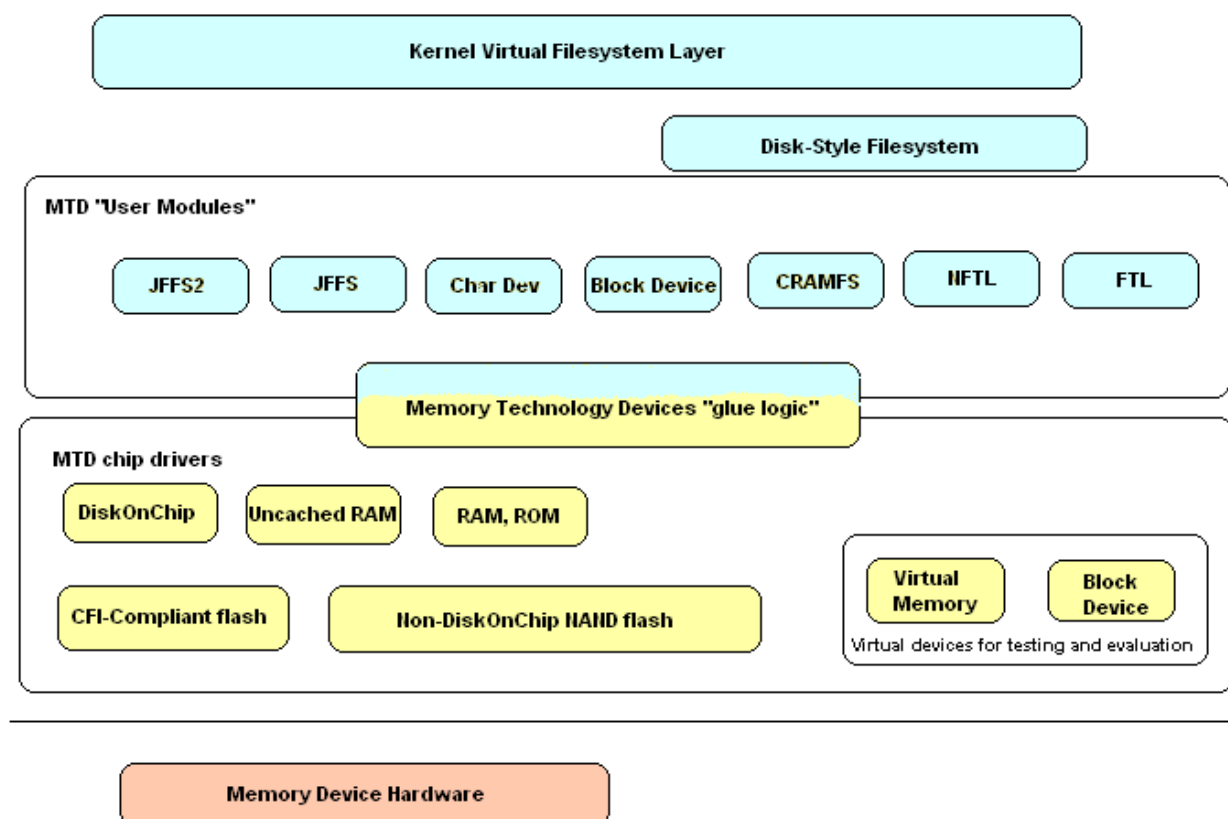 Kernel Virtual Filesystem Layer
Disk-Style Filesystem
MTD "User Modules"
JFFS2
JFFS
Char Dev
Block Device
CRAMFS
NFTL
FTL
Memory Technology Devices "glue logic"
MTD chip drivers
DiskOnChip
Uncached RAM
RAM, ROM
CFI-Compliant flash
Non-DiskOnChip NAND flash
Virtual
Memory
Block
Device
Virtual devices for testing and evaluation
Memory Device Hardware